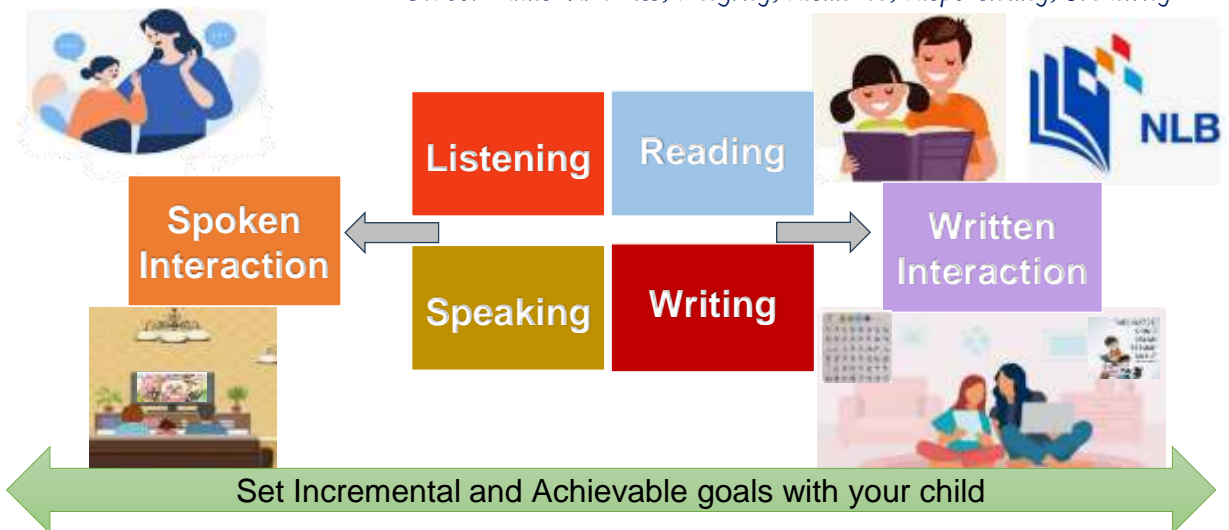 Listening
Reading
NLB
Spoken
Interaction
Written
Interaction
Speaking
Writing
Set Incremental and Achievable goals with your child